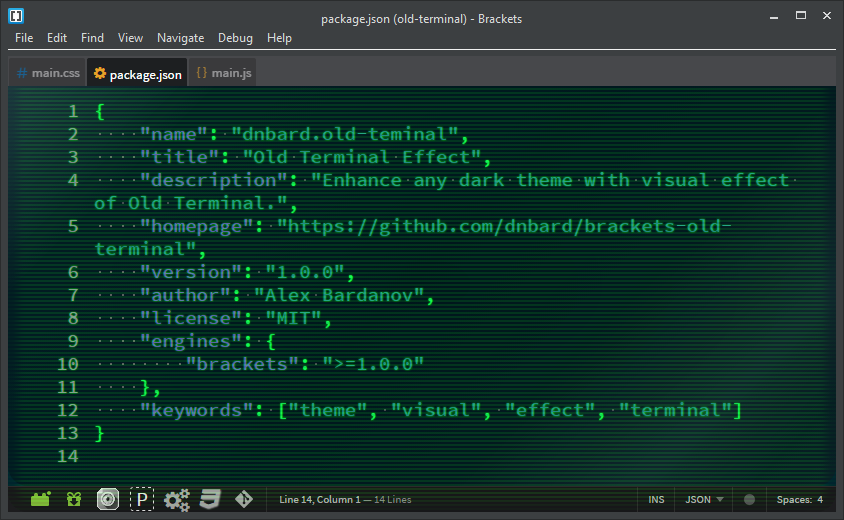 package.json (old-terminal) - Brackets
File Edit Find View Navigate Debug Help
# main.css package.json {} main.js
1 {
2 ····"name":·"dnbard.old-teminal",
3 ····"title":·"Old·Terminal·Effect",
4 ····"description":·"Enhance·any·dark·theme·with·visual·effect·
of·Old·Terminal.",
5 ····"homepage":·"https://github.com/dnbard/brackets-old-
terminal",
6 ····"version":·"1.0.0",
7 ····"author":·"Alex·Bardanov",
8 ····"license":·"MIT",
9 ····"engines":·{
10 ········"brackets":·">=1.0.0"
11 ····},
12 ····"keywords":·["theme",·"visual",·"effect",·"terminal"]
13 }
14
P Line 14, Column 1 — 14 Lines INS JSON Spaces: 4